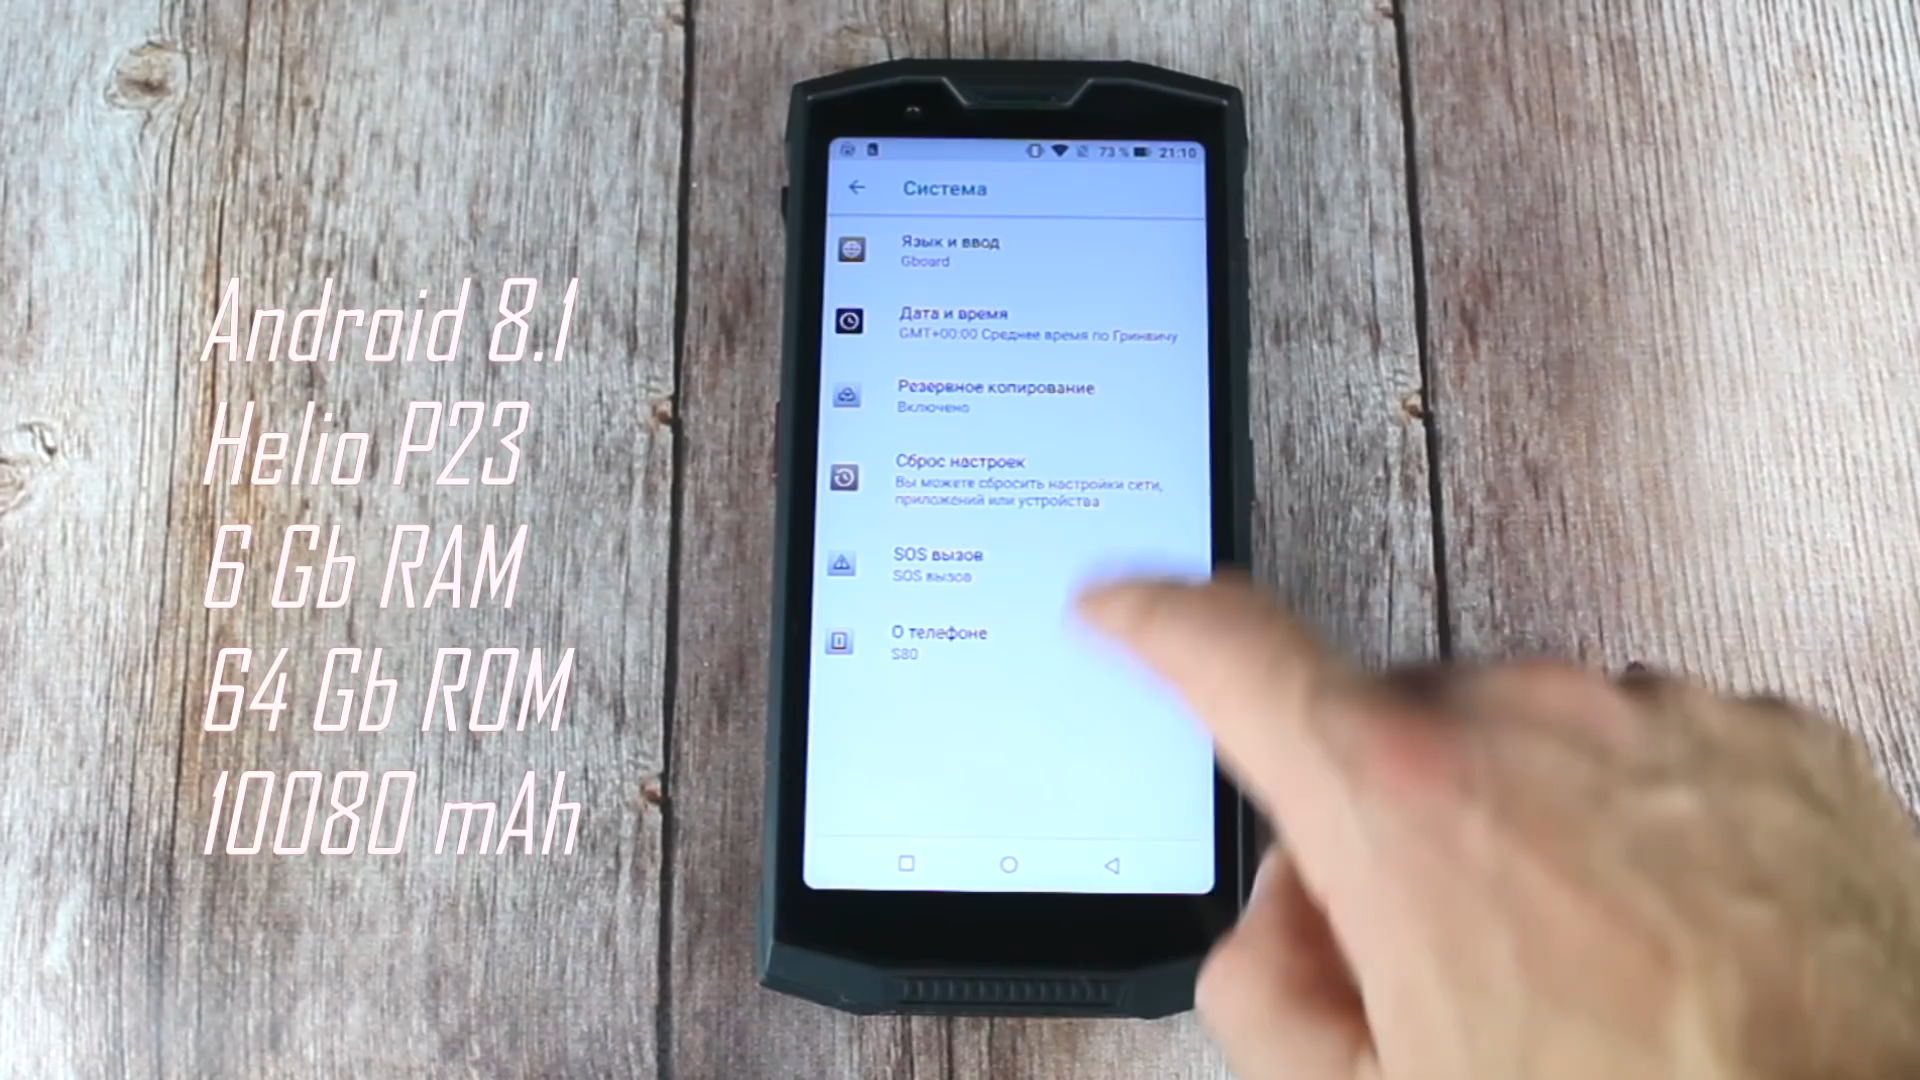 Android 8.1
Helio P23
6 Gb RAM
64 Gb ROM
10080 mAh
73 % 21:10
Система
Язык и ввод
Gboard
Дата и время
GMT+00:00 Среднее время по Гринвичу
Резервное копирование
Включено
Сброс настроек
Вы можете сбросить настройки сети,
приложений или устройства
SOS вызов
SOS вызов
О телефоне
S80